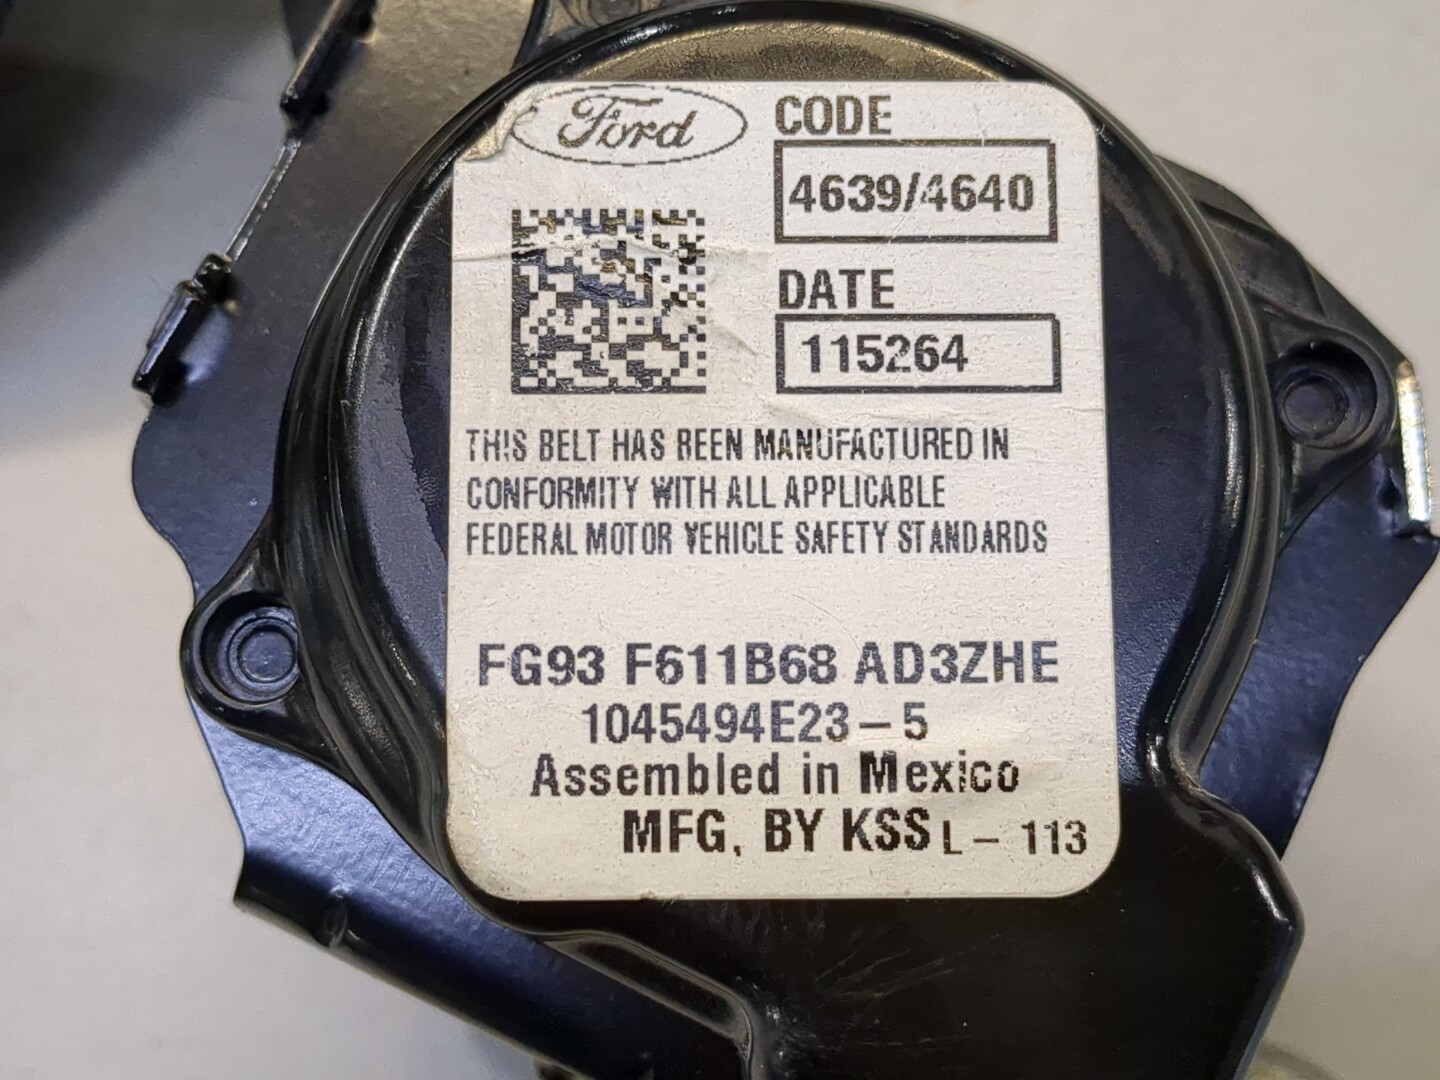 Ford
CODE
4639/4640
DATE
115264
THIS BELT HAS BEEN MANUFACTURED IN
CONFORMITY WITH ALL APPLICABLE
FEDERAL MOTOR VEHICLE SAFETY STANDARDS
FG93 F611B68 AD3ZHE
1045494E23-5
Assembled in Mexico
MFG. BY KSS L- 113